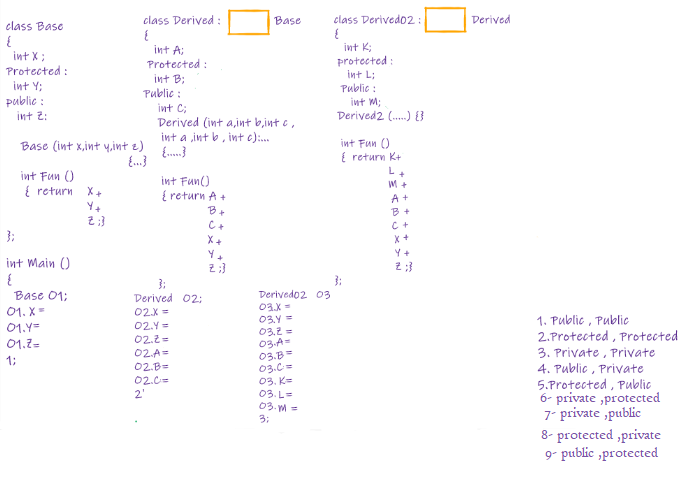 class Base
{
int X ;
Protected :
int Y;
public :
int Z:
Base (int x,int y,int z)
{...}
int Fun ()
{ return X +
Y +
Z ;}
};
int Main ()
{
Base O1;
O1. X =
O1.Y=
O1.Z=
1;
class Derived : Base
{
int A;
Protected :
int B;
Public :
int C;
Derived (int a,int b,int c ,
int a ,int b , int c):...
{.....}
int Fun()
{ return A +
B +
C +
X +
Y +
Z ;}
};
Derived O2;
O2.X =
O2.Y =
O2.Z =
O2.A=
O2.B=
O2.C=
2'
class Derived02 : Derived
{
int K;
protected :
int L;
Public :
int M;
Derived2 (.....) {}
int Fun ()
{ return K+
L +
M +
A +
B +
C +
X +
Y +
Z ;}
};
Derived02 O3
O3.X =
O3.Y =
O3.Z =
O3.A=
O3.B=
O3.C=
O3. K=
O3. L=
O3. M =
3;
1. Public , Public
2.Protected , Protected
3. Private , Private
4. Public , Private
5.Protected , Public
6- private ,protected
7- private ,public
8- protected ,private
9- public ,protected